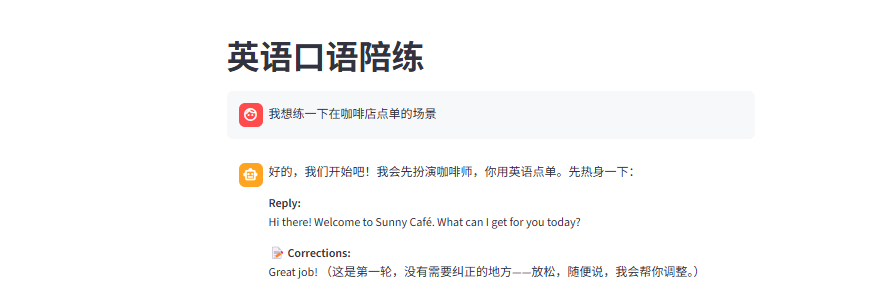 英语口语陪练
我想练一下在咖啡店点单的场景
好的，我们开始吧！我会先扮演咖啡师，你用英语点单。先热身一下：
Reply:
Hi there! Welcome to Sunny Café. What can I get for you today?
📝 Corrections:
Great job! （这是第一轮，没有需要纠正的地方——放松，随便说，我会帮你调整。）